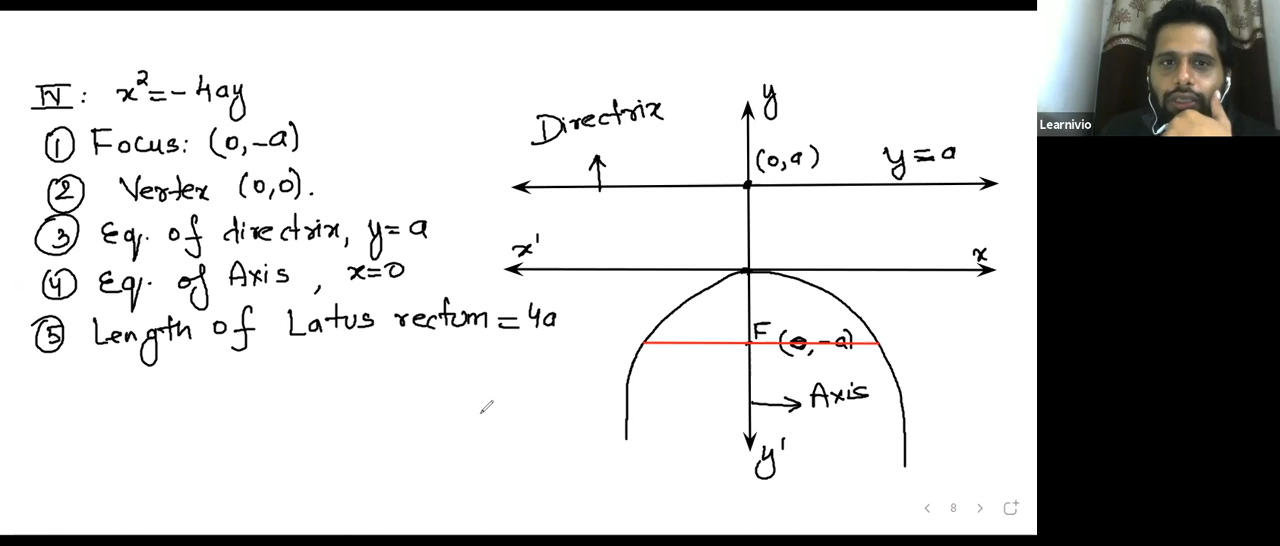 IV : x²=-4ay
① Focus: (0,-a)
② Vertex (0,0).
③ Eq. of directrix, y=a
④ Eq. of Axis , x=0
⑤ Length of Latus rectum = 4a
Directrix
y
(0,a)
y=a
x'
x
F (0,-a)
Axis
y'
Learnivio
8